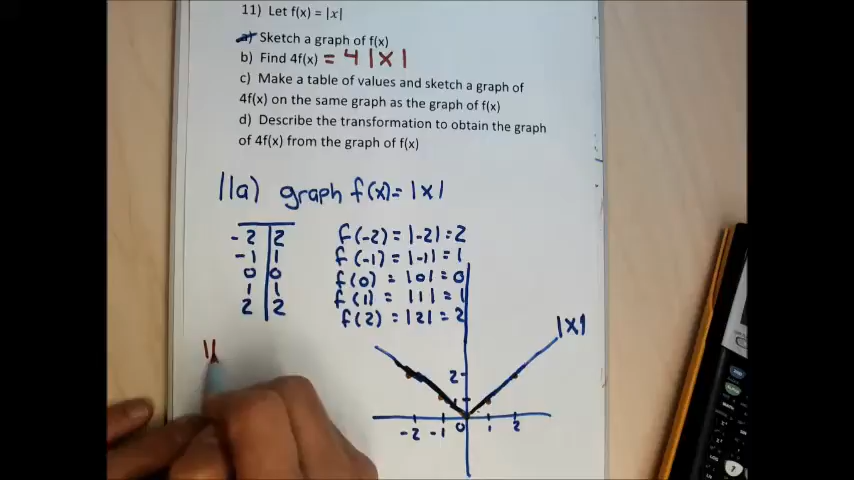 11) Let f(x) = |x|
a) Sketch a graph of f(x)
b) Find 4f(x) = 4|x|
c) Make a table of values and sketch a graph of
4f(x) on the same graph as the graph of f(x)
d) Describe the transformation to obtain the graph
of 4f(x) from the graph of f(x)
11a) graph f(x) = |x|
-2 2
-1 1
0 0
1 1
2 2
f(-2) = |-2| = 2
f(-1) = |-1| = 1
f(0) = |0| = 0
f(1) = |1| = 1
f(2) = |2| = 2
|x|
2
1
-2 -1 0 1 2
11